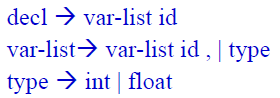 decl → var-list id
var-list→ var-list id , | type
type → int | float